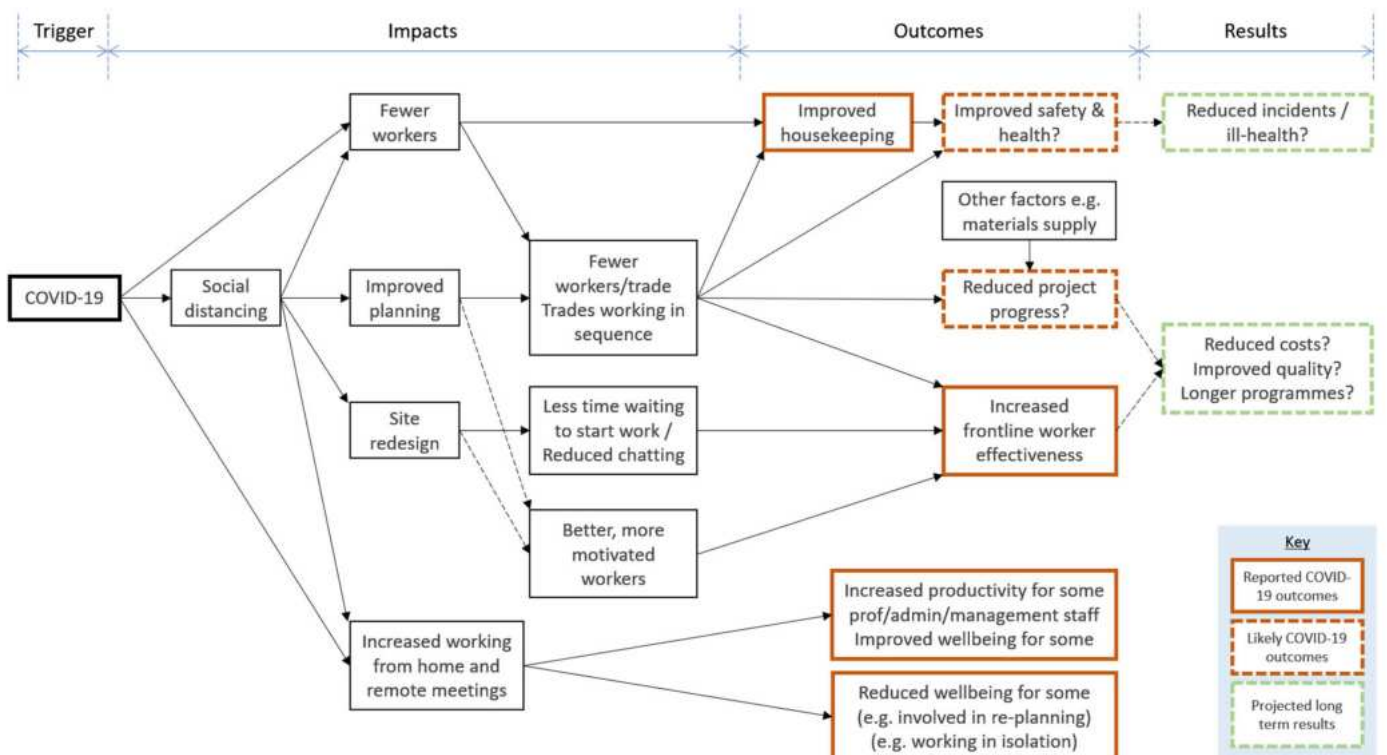 Trigger
Impacts
Outcomes
Results
Fewer
workers
Improved
housekeeping
Improved safety &
health?
Reduced incidents /
ill-health?
Other factors e.g.
materials supply
COVID-19
Social
distancing
Improved
planning
Fewer
workers/trade
Trades working in
sequence
Reduced project
progress?
Reduced costs?
Improved quality?
Longer programmes?
Site
redesign
Less time waiting
to start work /
Reduced chatting
Increased
frontline worker
effectiveness
Better, more
motivated
workers
Increased working
from home and
remote meetings
Increased productivity for some
prof/admin/management staff
Improved wellbeing for some
Reduced wellbeing for some
(e.g. involved in re-planning)
(e.g. working in isolation)
Key
Reported COVID-
19 outcomes
Likely COVID-19
outcomes
Projected long
term results